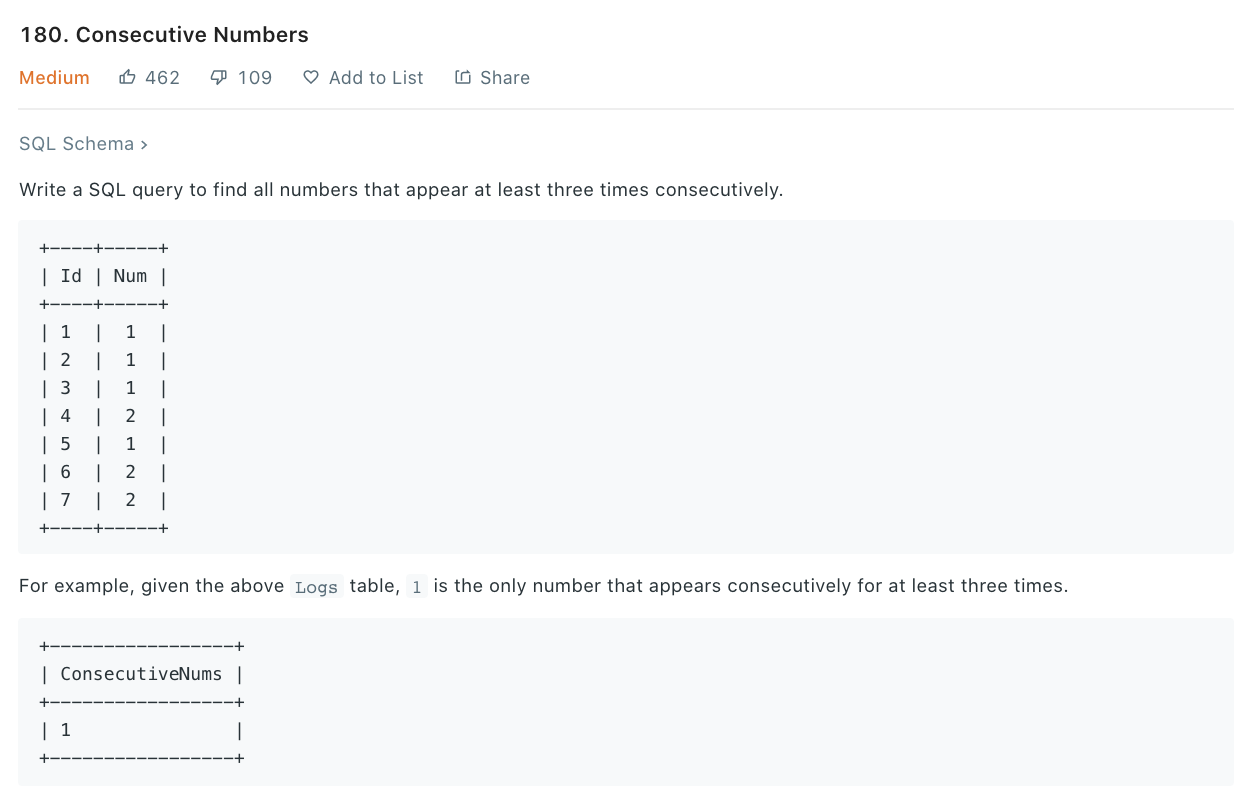 180. Consecutive Numbers
Medium 462 109 Add to List Share
SQL Schema ›
Write a SQL query to find all numbers that appear at least three times consecutively.
+----+-----+
| Id | Num |
+----+-----+
| 1  |  1  |
| 2  |  1  |
| 3  |  1  |
| 4  |  2  |
| 5  |  1  |
| 6  |  2  |
| 7  |  2  |
+----+-----+
For example, given the above Logs table, 1 is the only number that appears consecutively for at least three times.
+-----------------+
| ConsecutiveNums |
+-----------------+
| 1               |
+-----------------+